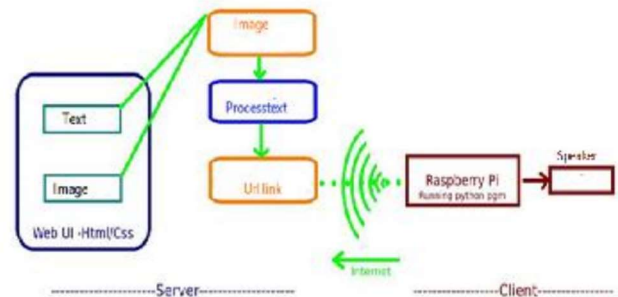 Image
Text
Processtext
Image
Url link
Web UI -Html/Css
Raspberry Pi
Running python pgm
Speaker
Internet
Server
Client